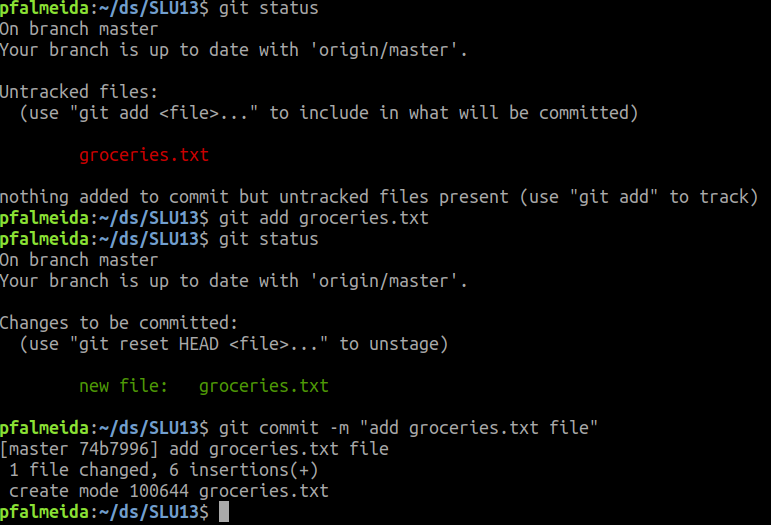 pfalmeida:~/ds/SLU13$ git status
On branch master
Your branch is up to date with 'origin/master'.
Untracked files:
  (use "git add <file>..." to include in what will be committed)
        groceries.txt
nothing added to commit but untracked files present (use "git add" to track)
pfalmeida:~/ds/SLU13$ git add groceries.txt
pfalmeida:~/ds/SLU13$ git status
On branch master
Your branch is up to date with 'origin/master'.
Changes to be committed:
  (use "git reset HEAD <file>..." to unstage)
        new file:   groceries.txt
pfalmeida:~/ds/SLU13$ git commit -m "add groceries.txt file"
[master 74b7996] add groceries.txt file
 1 file changed, 6 insertions(+)
 create mode 100644 groceries.txt
pfalmeida:~/ds/SLU13$